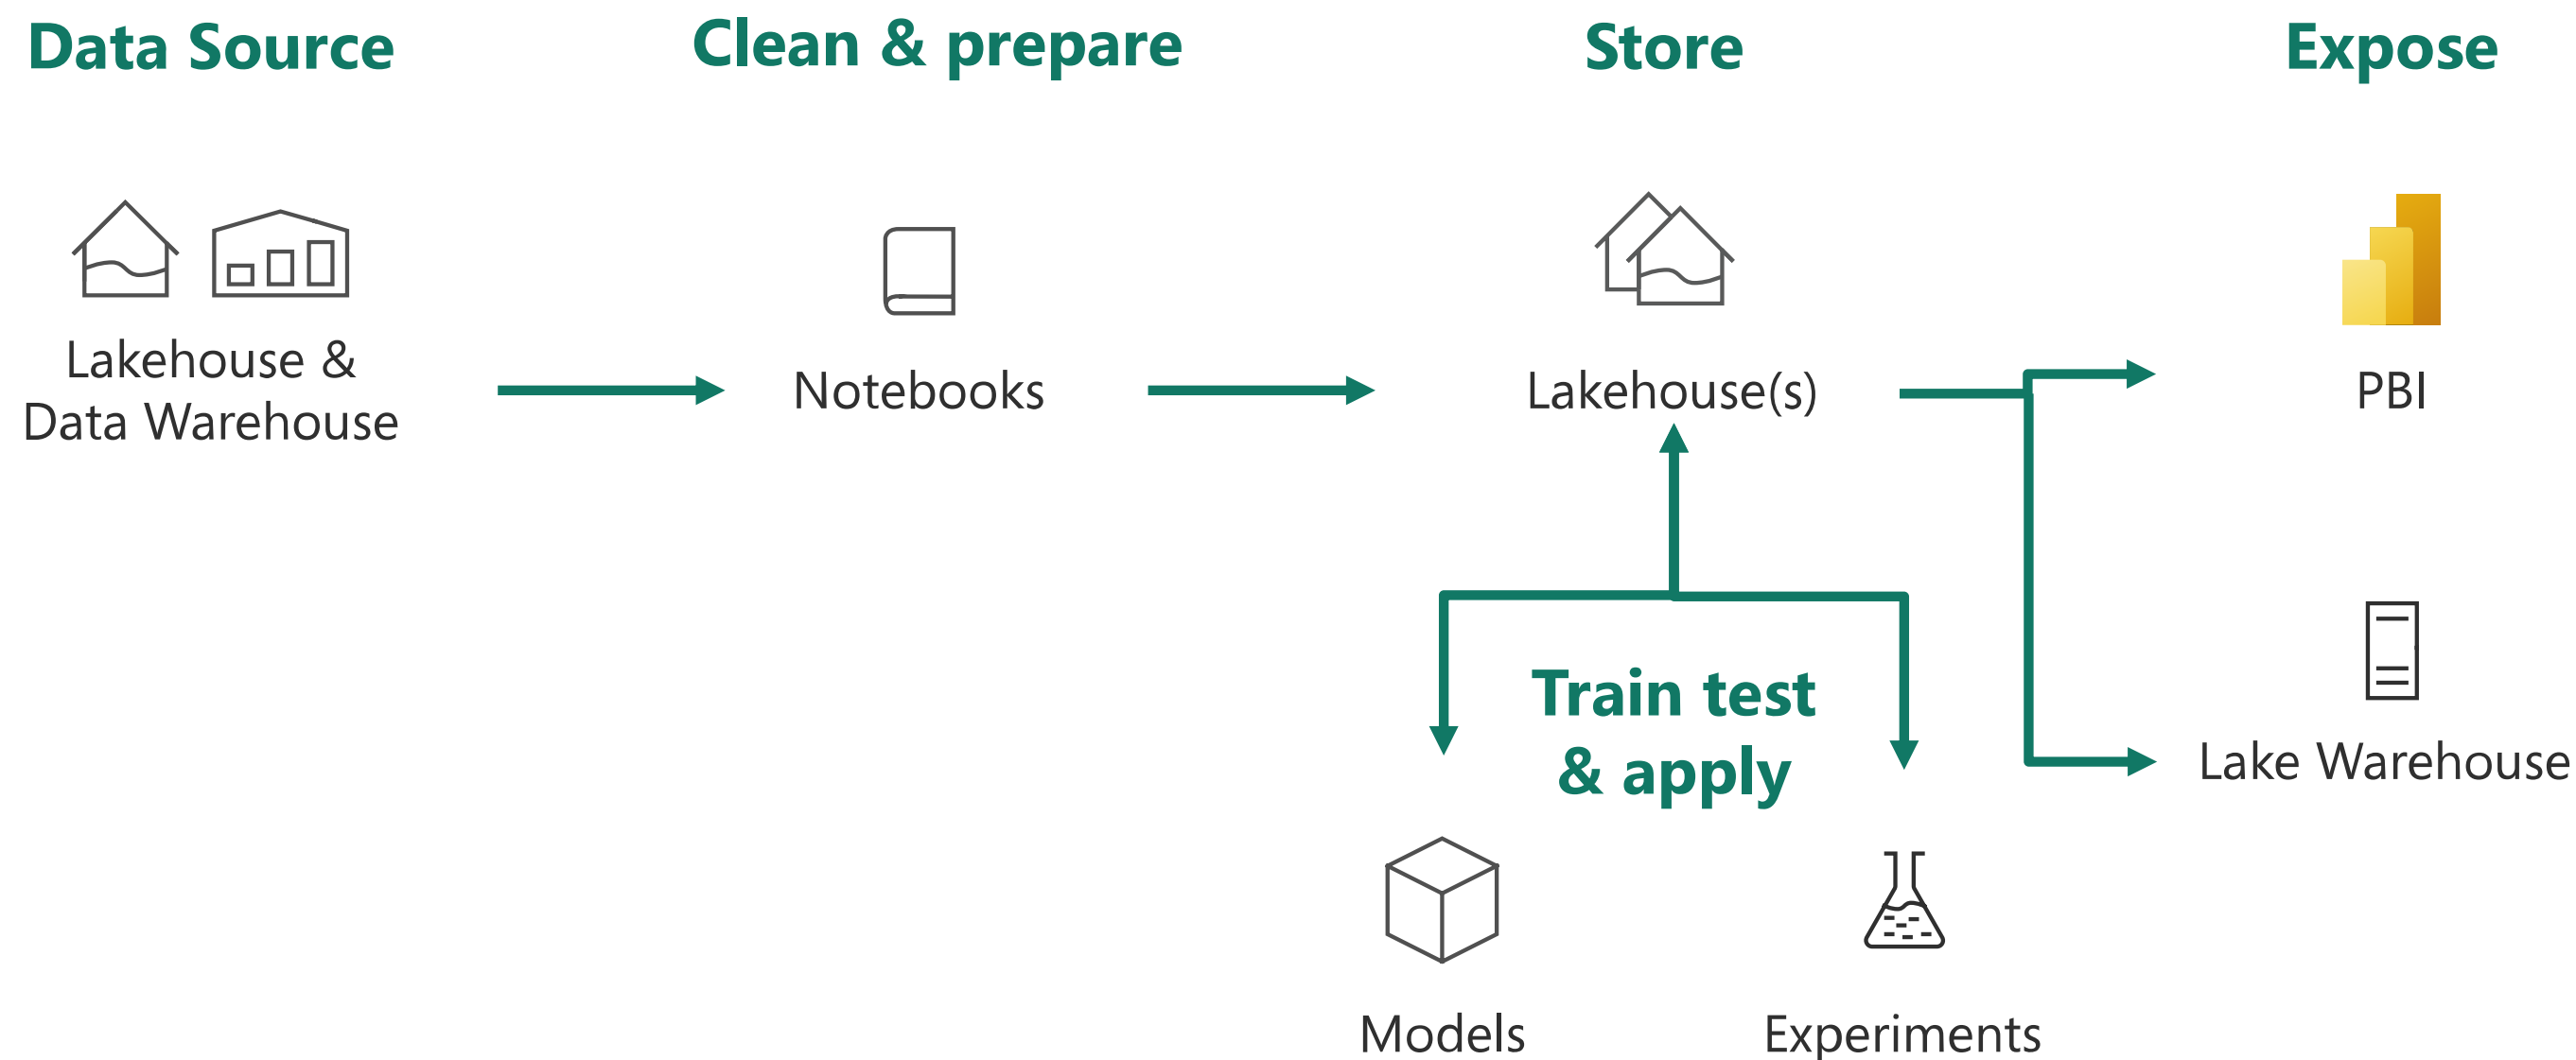 Data Source
Clean & prepare
Store
Expose
Lakehouse &
Data Warehouse
Notebooks
Lakehouse(s)
PBI
Train test
& apply
Lake Warehouse
Models
Experiments